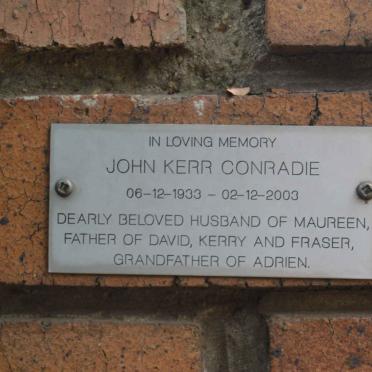 IN LOVING MEMORY
JOHN KERR CONRADIE
06-12-1933 - 02-12-2003
DEARLY BELOVED HUSBAND OF MAUREEN,
FATHER OF DAVID, KERRY AND FRASER,
GRANDFATHER OF ADRIEN.